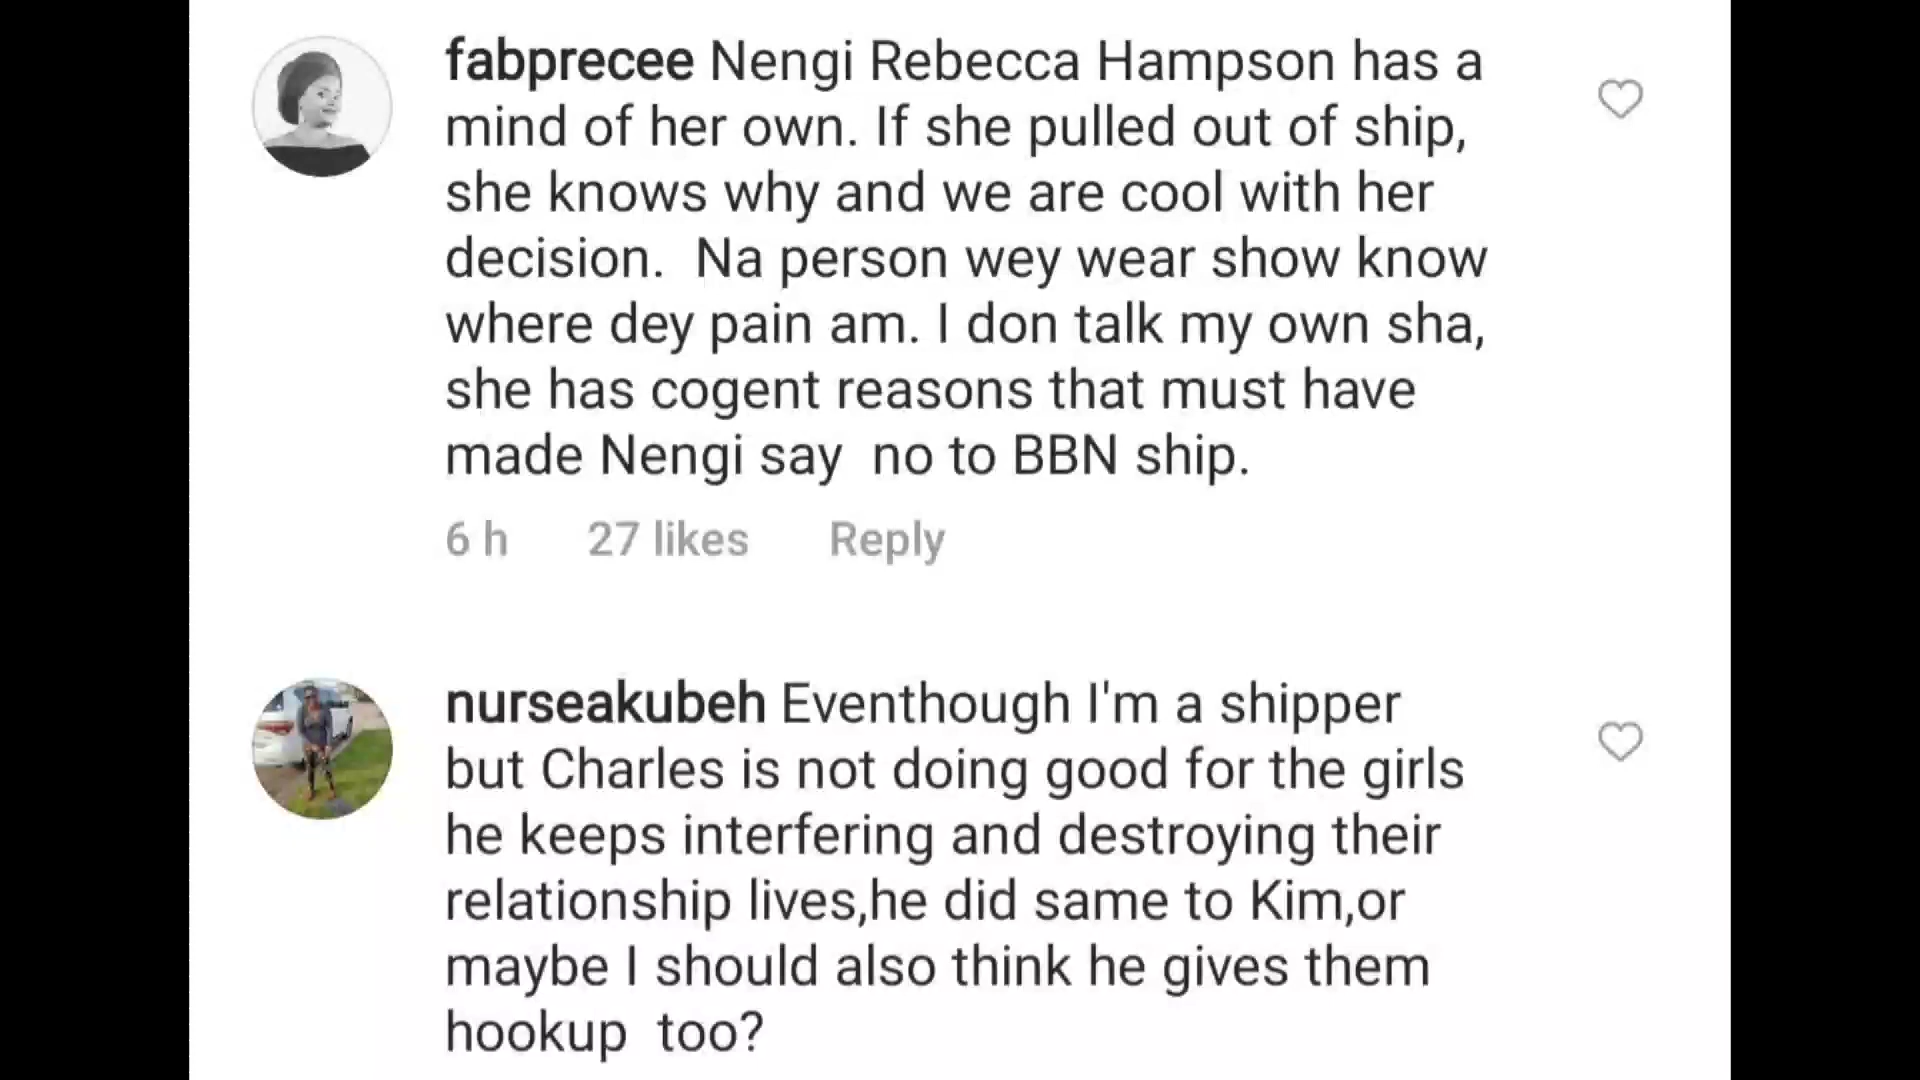 fabprecee Nengi Rebecca Hampson has a
mind of her own. If she pulled out of ship,
she knows why and we are cool with her
decision.  Na person wey wear show know
where dey pain am. I don talk my own sha,
she has cogent reasons that must have
made Nengi say  no to BBN ship.
6 h 27 likes Reply
nurseakubeh Eventhough I'm a shipper
but Charles is not doing good for the girls
he keeps interfering and destroying their
relationship lives,he did same to Kim,or
maybe I should also think he gives them
hookup  too?